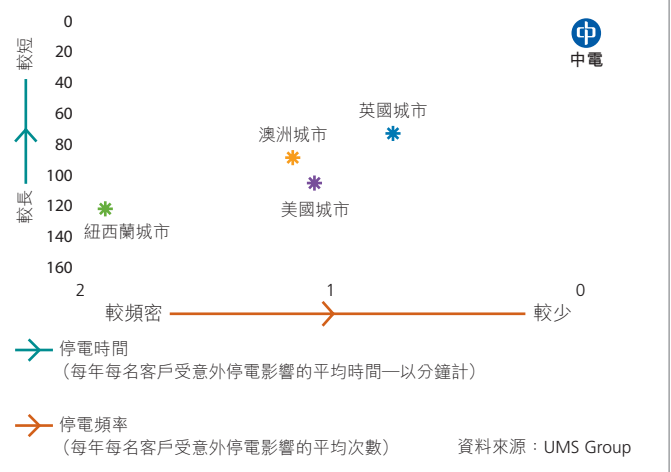 0
20
40
60
80
100
120
140
160
較短
較長
中電
英國城市
澳洲城市
美國城市
紐西蘭城市
2
1
0
較頻密
較少
停電時間
（每年每名客戶受意外停電影響的平均時間—以分鐘計）
停電頻率
（每年每名客戶受意外停電影響的平均次數）
資料來源：UMS Group